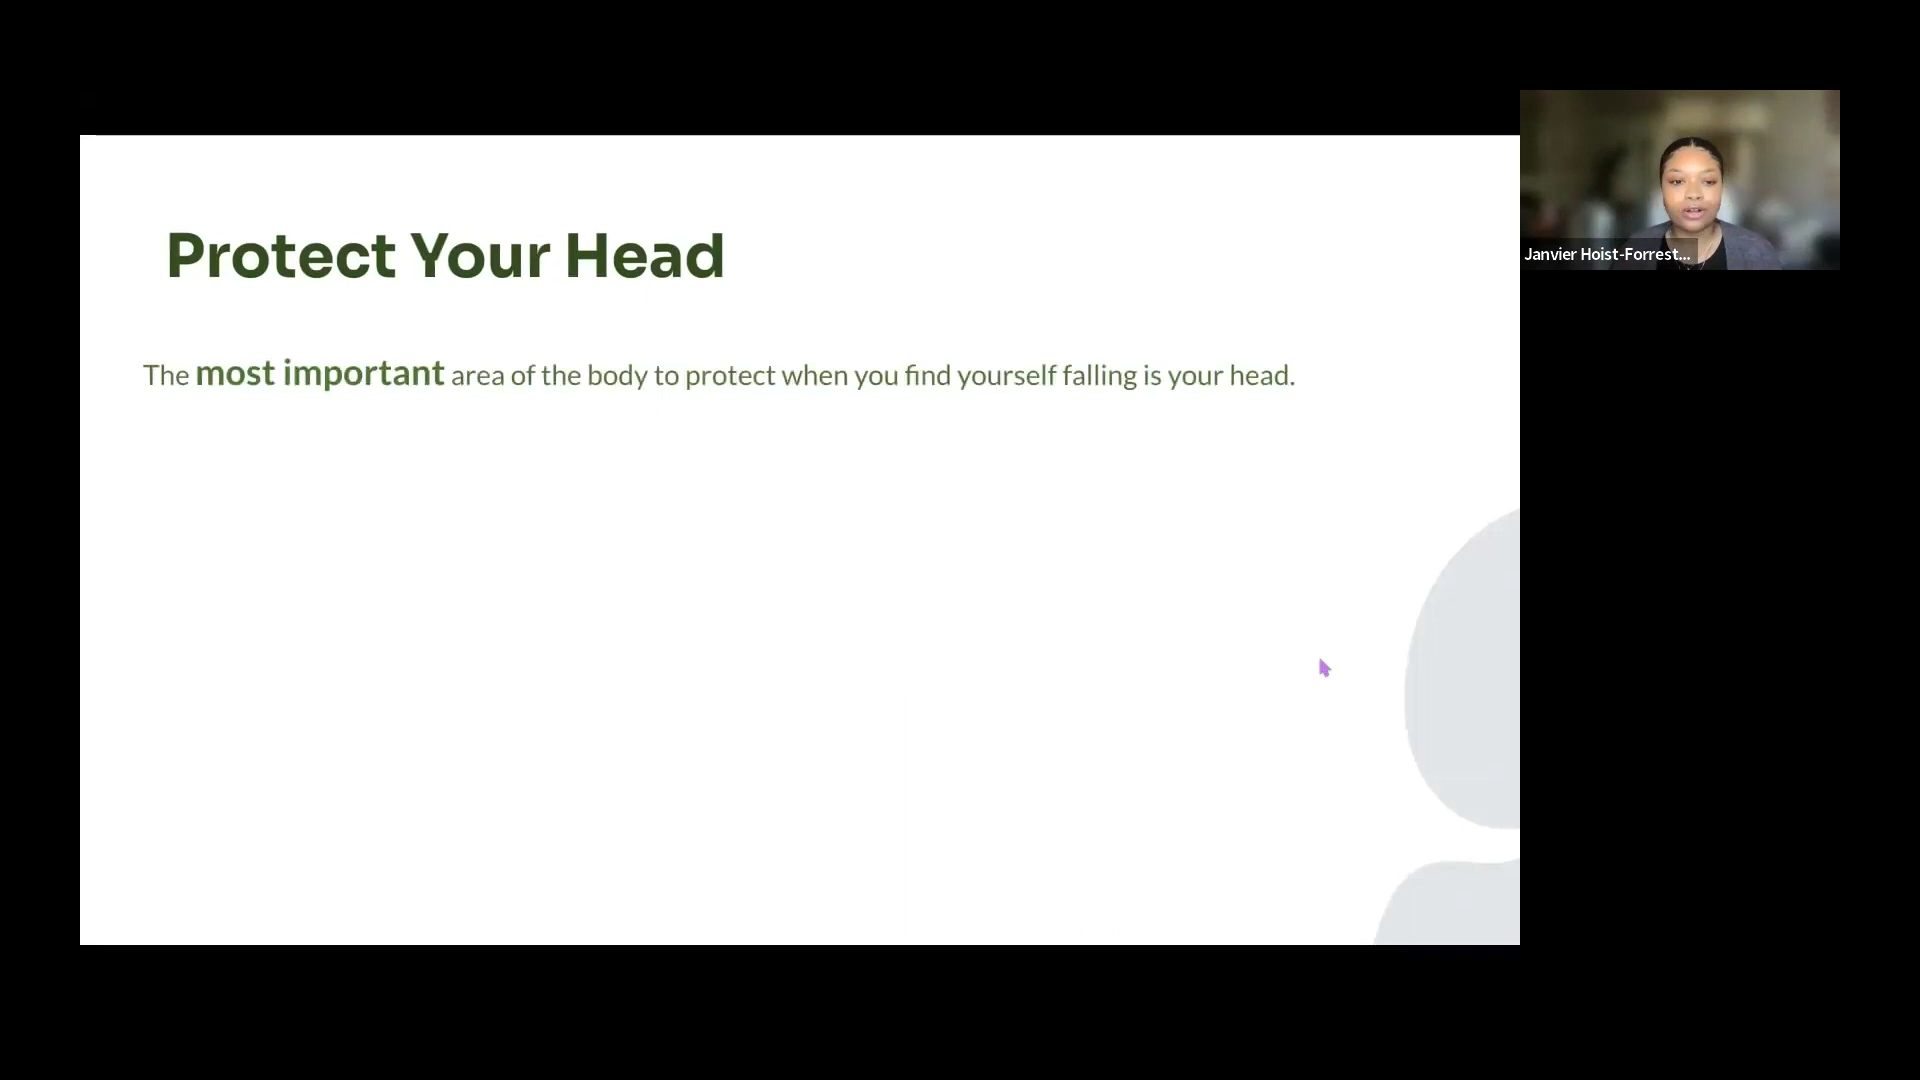 Protect Your Head
The most important area of the body to protect when you find yourself falling is your head.
Janvier Hoist-Forrest...